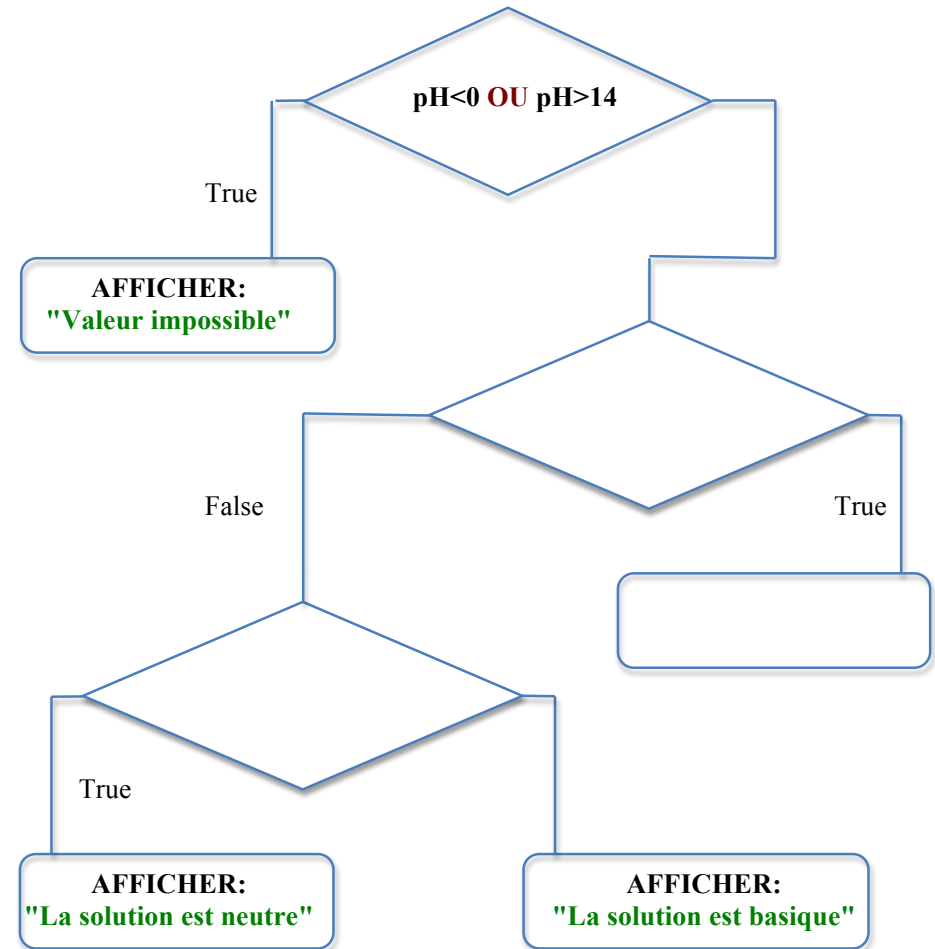 pH<0 OU pH>14
True
AFFICHER:
"Valeur impossible"
False
True
True
AFFICHER:
"La solution est neutre"
AFFICHER:
"La solution est basique"